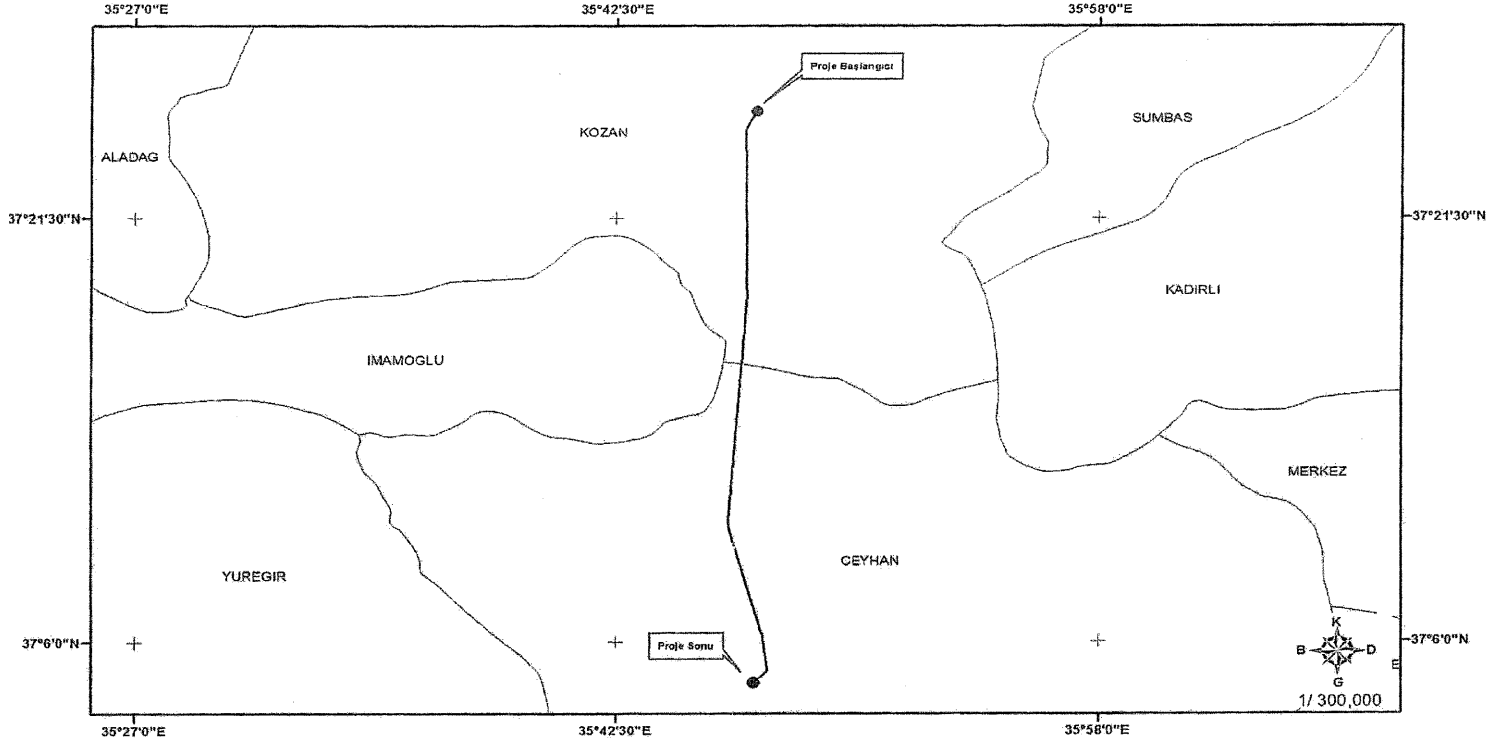 35°27'0"E
35°42'30"E
35°58'0"E
Proje Başlangıcı
SUMBAS
KOZAN
ALADAG
37°21'30"N
37°21'30"N
KADIRLI
IMAMOGLU
MERKEZ
CEYHAN
YUREGIR
K
37°6'0"N
Proje Sonu
B
D
37°6'0"N
E
G
1/ 300,000
35°27'0"E
35°42'30"E
35°58'0"E